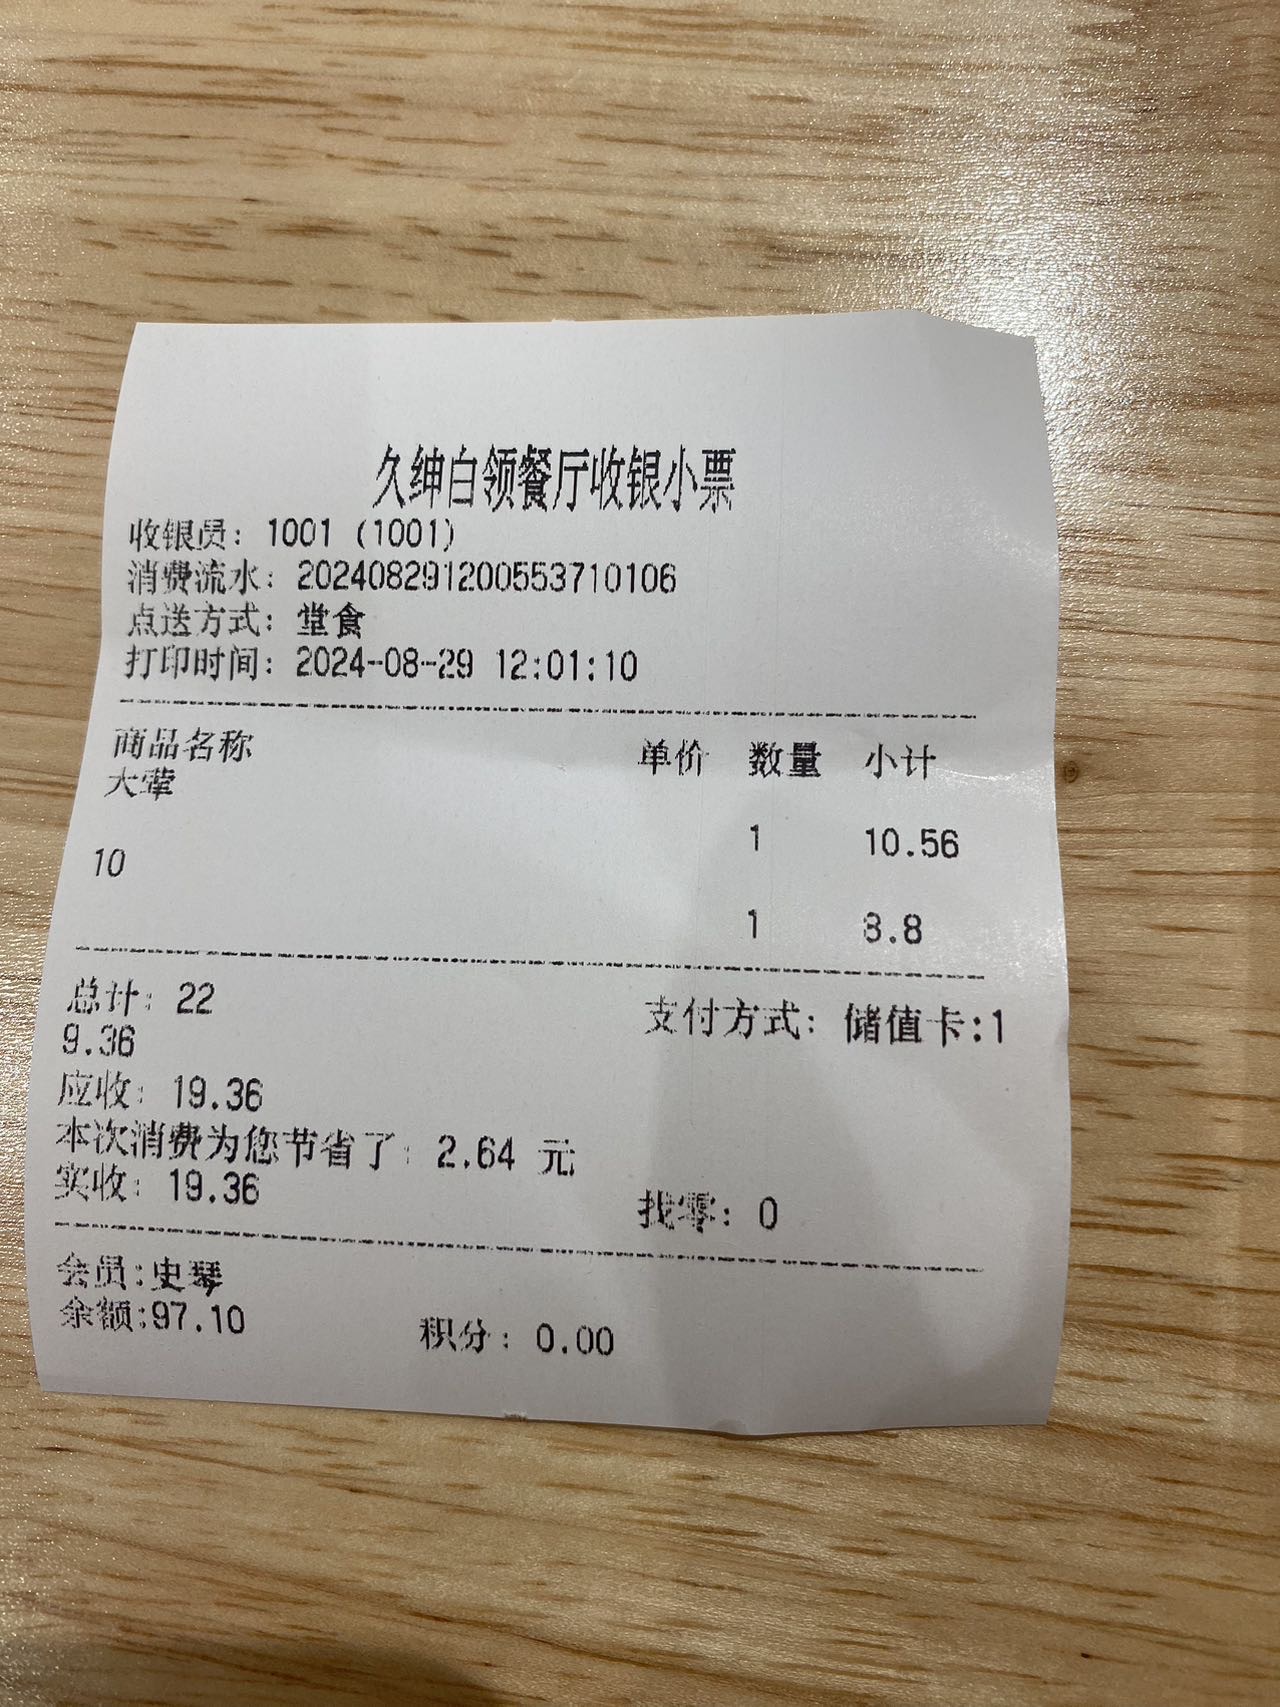 久绅白领餐厅收银小票
收银员：1001 (1001)
消费流水：202408291200553710106
点送方式：堂食
打印时间：2024-08-29 12:01:10
商品名称 单价 数量 小计
大荤
1 10.56
10
1 8.8
总计：22 支付方式：储值卡:1
9.36
应收：19.36
本次消费为您节省了：2.64 元
实收：19.36 找零：0
会员:史琴
余额:97.10 积分：0.00